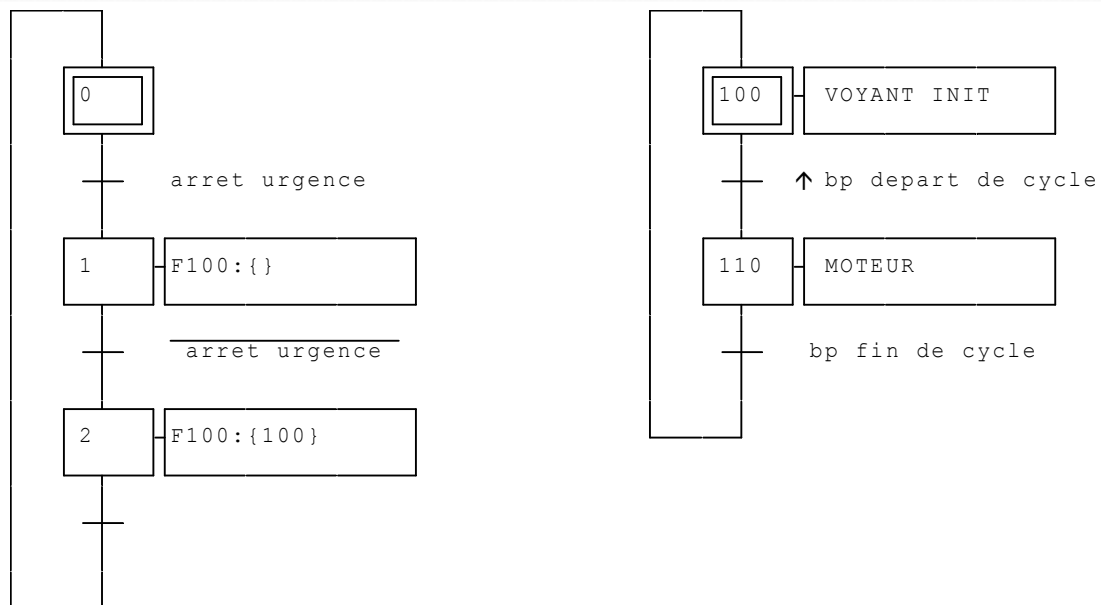 0
arret urgence
1 F100:{}
arret urgence
2 F100:{100}
100 VOYANT INIT
↑ bp depart de cycle
110 MOTEUR
bp fin de cycle